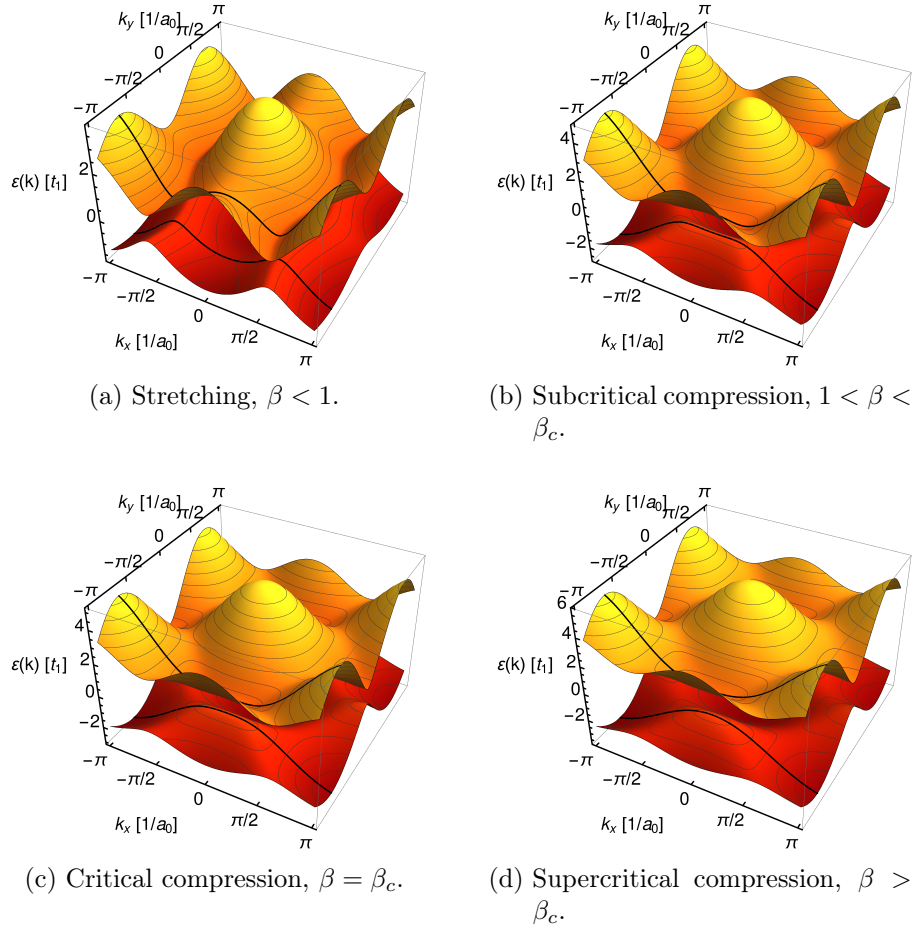 k_y [1/a_0]
π
π/2
0
−π/2
−π
2
0
ε(k) [t_1]
−π
−π/2
0
π/2
π
k_x [1/a_0]
(a) Stretching, β < 1.
k_y [1/a_0]
π
π/2
0
−π/2
−π
4
2
0
−2
ε(k) [t_1]
−π
−π/2
0
π/2
π
k_x [1/a_0]
(b) Subcritical compression, 1 < β <
β_c.
k_y [1/a_0]
π
π/2
0
−π/2
−π
4
2
0
−2
ε(k) [t_1]
−π
−π/2
0
π/2
π
k_x [1/a_0]
(c) Critical compression, β = β_c.
k_y [1/a_0]
π
π/2
0
−π/2
−π
6
4
2
0
−2
ε(k) [t_1]
−π
−π/2
0
π/2
π
k_x [1/a_0]
(d) Supercritical compression, β >
β_c.